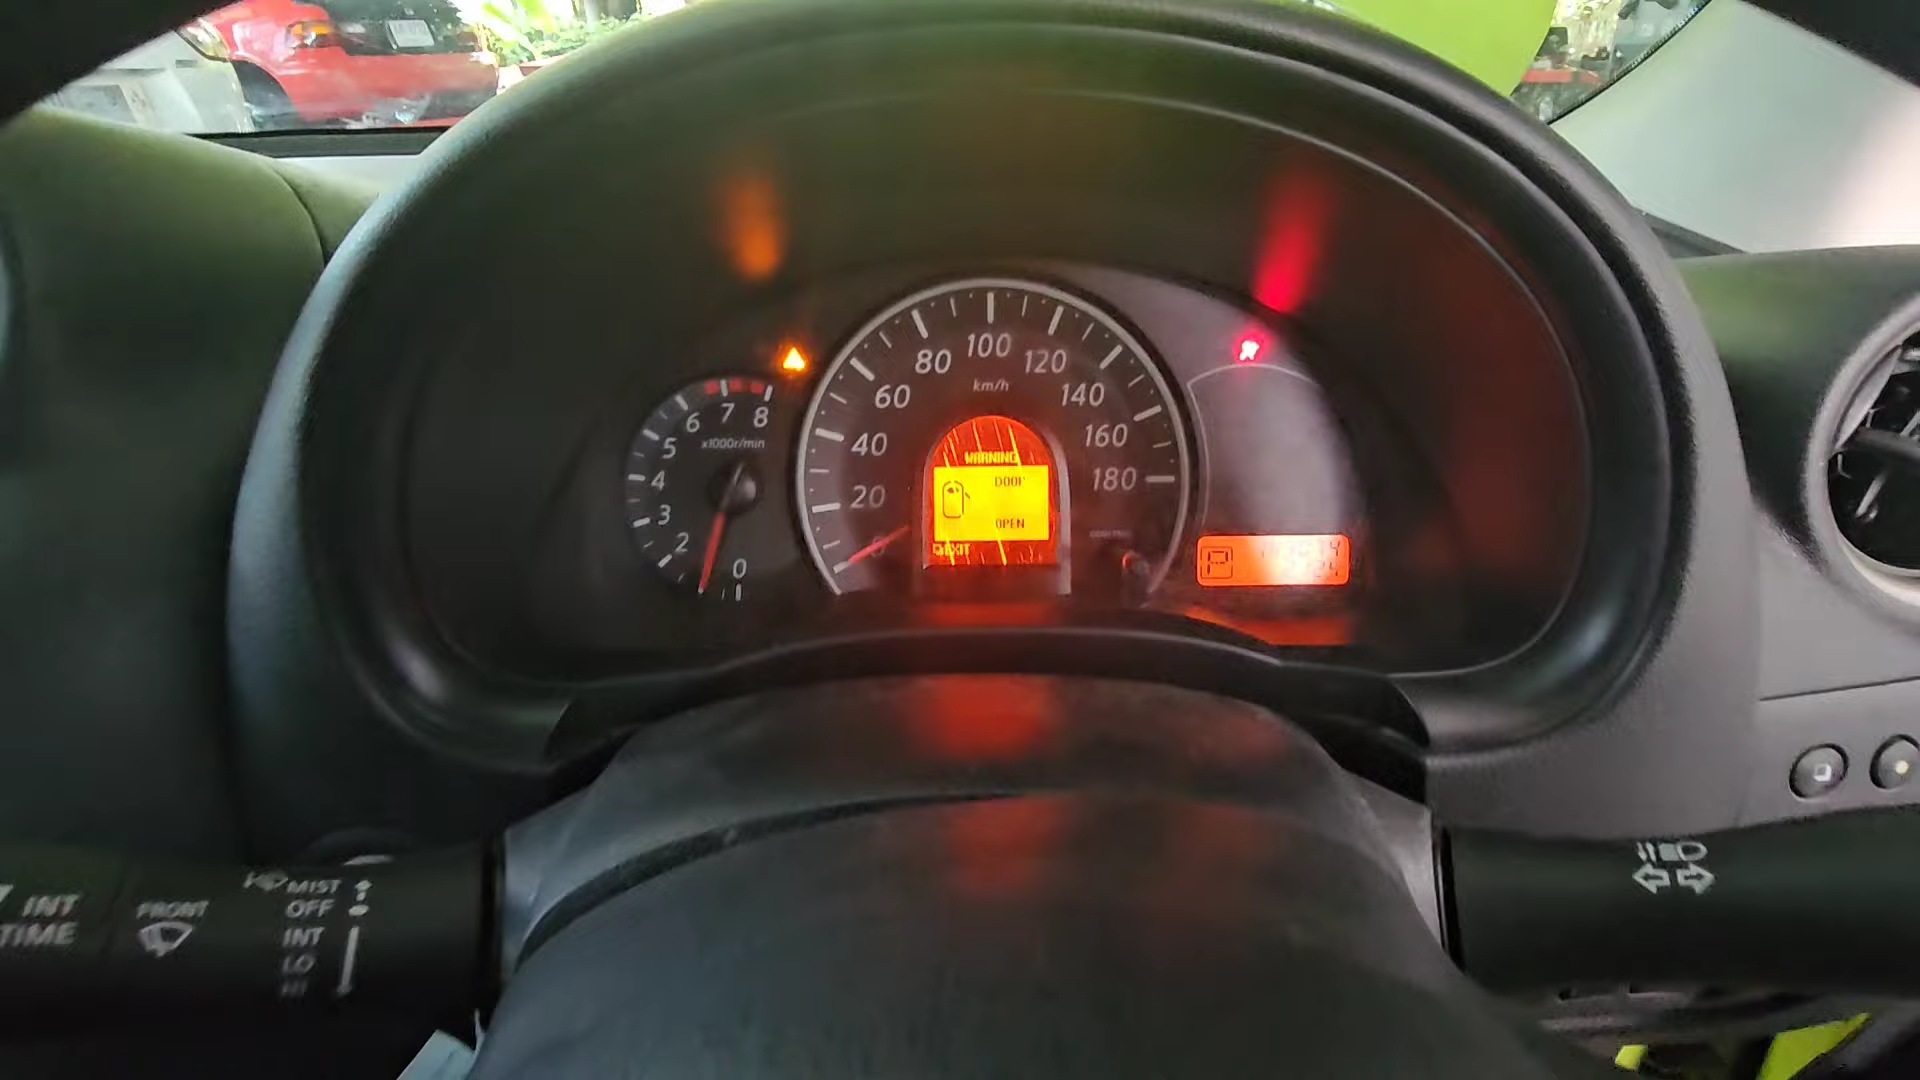 100
80
120
km/h
60
140
8
7
6
x1000r/min
5
40
160
WARNING
4
180
DOOR
20
3
OPEN
2
EXIT
0
P
MIST
OFF
INT
TIME
FRONT
INT
LO
HI